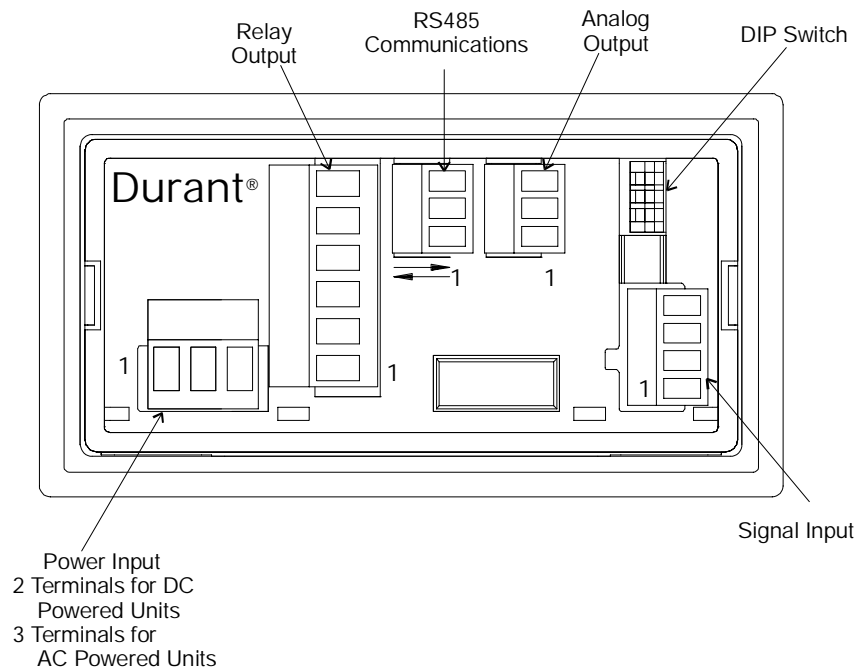 Relay
Output
RS485
Communications
Analog
Output
DIP Switch
Durant®
1
1
1
1
1
Signal Input
Power Input
2 Terminals for DC
Powered Units
3 Terminals for
AC Powered Units